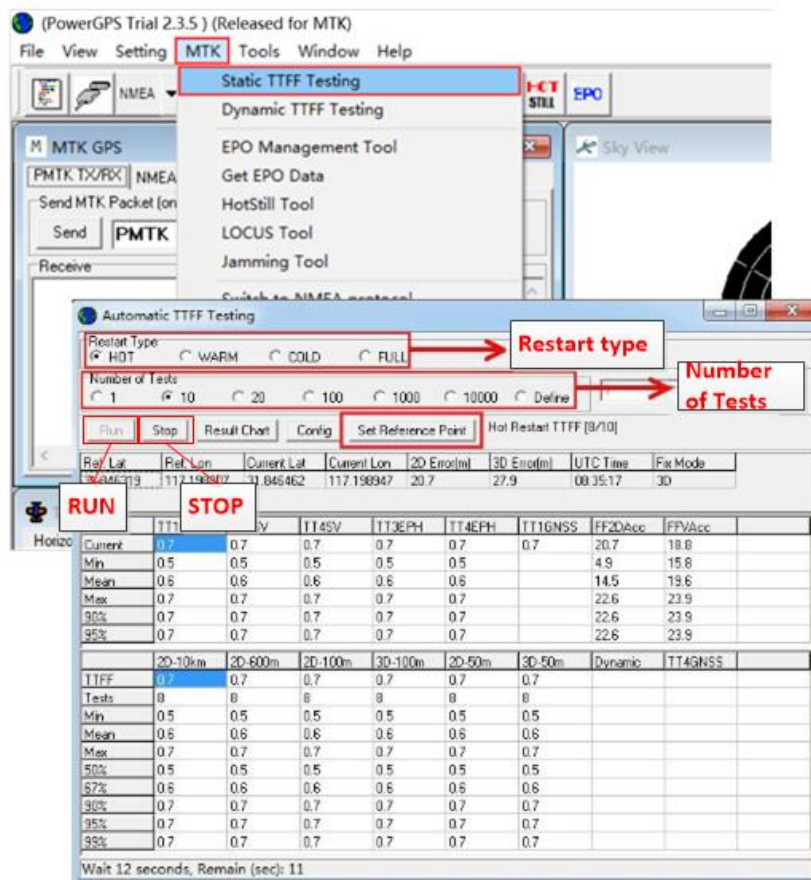 (PowerGPS Trial 2.3.5 ) (Released for MTK)
File View Setting MTK Tools Window Help
Static TTFF Testing
NMEA
HOT STILL EPO
Dynamic TTFF Testing
M MTK GPS
Sky View
EPO Management Tool
PMTK TX/RX NMEA
Get EPO Data
Send MTK Packet (on
HotStill Tool
Send PMTK
LOCUS Tool
Receive
Jamming Tool
Switch to NMEA protocol
Automatic TTFF Testing
Restart Type
HOT WARM COLD FULL
Restart type
Number of Tests
1 10 20 100 1000 10000 Define
Number of Tests
Run Stop Result Chart Config Set Reference Point Hot Restart TTFF [8/10]
Ref. Lat Ref. Lon Current Lat Current Lon 2D Error(m) 3D Error(m) UTC Time Fix Mode
31.846462 117.198947 20.7 27.9 08:35:17 3D
RUN STOP
Horizo
TT4SV TT3EPH TT4EPH TT1GNSS FF2DAcc FFVAcc
Current 0.7 0.7 0.7 0.7 0.7 0.7 20.7 18.8
Min 0.5 0.5 0.5 0.5 0.5 4.9 15.8
Mean 0.6 0.6 0.6 0.6 0.6 14.5 19.6
Max 0.7 0.7 0.7 0.7 0.7 22.6 23.9
90% 0.7 0.7 0.7 0.7 0.7 22.6 23.9
95% 0.7 0.7 0.7 0.7 0.7 22.6 23.9
2D-10km 2D-600m 2D-100m 3D-100m 2D-50m 3D-50m Dynamic TT4GNSS
TTFF 0.7 0.7 0.7 0.7 0.7 0.7
Tests 8 8 8 8 8 8
Min 0.5 0.5 0.5 0.5 0.5 0.5
Mean 0.6 0.6 0.6 0.6 0.6 0.6
Max 0.7 0.7 0.7 0.7 0.7 0.7
50% 0.5 0.5 0.5 0.5 0.5 0.5
67% 0.6 0.6 0.6 0.6 0.6 0.6
90% 0.7 0.7 0.7 0.7 0.7 0.7
95% 0.7 0.7 0.7 0.7 0.7 0.7
99% 0.7 0.7 0.7 0.7 0.7 0.7
Wait 12 seconds, Remain (sec): 11